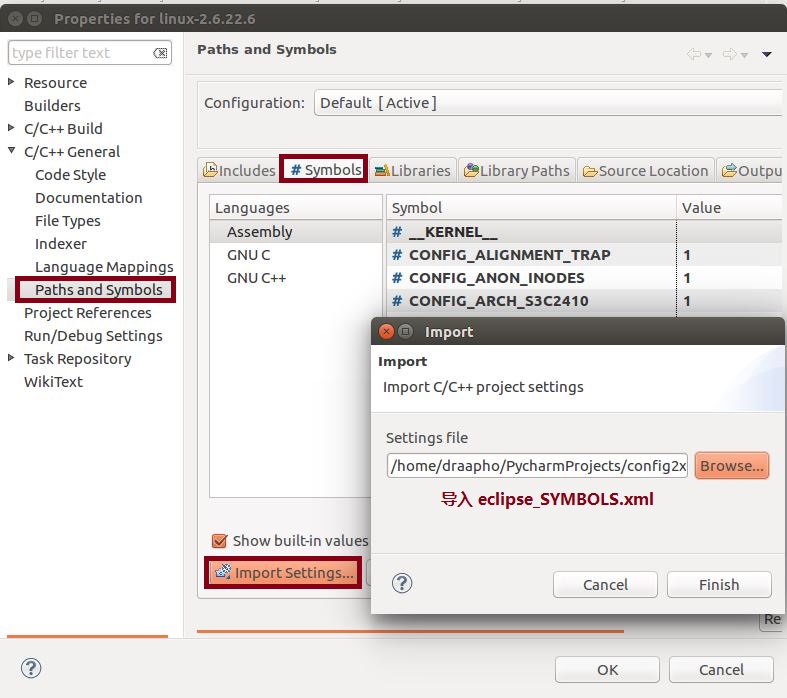 Properties for linux-2.6.22.6
type filter text
Paths and Symbols
Resource
Builders
C/C++ Build
C/C++ General
Code Style
Documentation
File Types
Indexer
Language Mappings
Paths and Symbols
Project References
Run/Debug Settings
Task Repository
WikiText
Configuration: Default [Active]
Includes # Symbols Libraries Library Paths Source Location Outpu
Languages
Assembly
GNU C
GNU C++
Symbol Value
# __KERNEL__
# CONFIG_ALIGNMENT_TRAP 1
# CONFIG_ANON_INODES 1
# CONFIG_ARCH_S3C2410 1
Import
Import
Import C/C++ project settings
Settings file
/home/draapho/PycharmProjects/config2x Browse...
导入 eclipse_SYMBOLS.xml
Cancel Finish
Show built-in values
Import Settings...
Re
OK Cancel